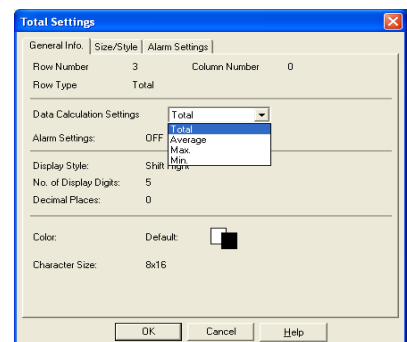 Total Settings
General Info. Size/Style Alarm Settings
Row Number 3 Column Number 0
Row Type Total
Data Calculation Settings Total
Total
Alarm Settings: OFF Average
Max.
Min.
Display Style: Shift Right
No. of Display Digits: 5
Decimal Places: 0
Color: Default:
Character Size: 8x16
OK Cancel Help